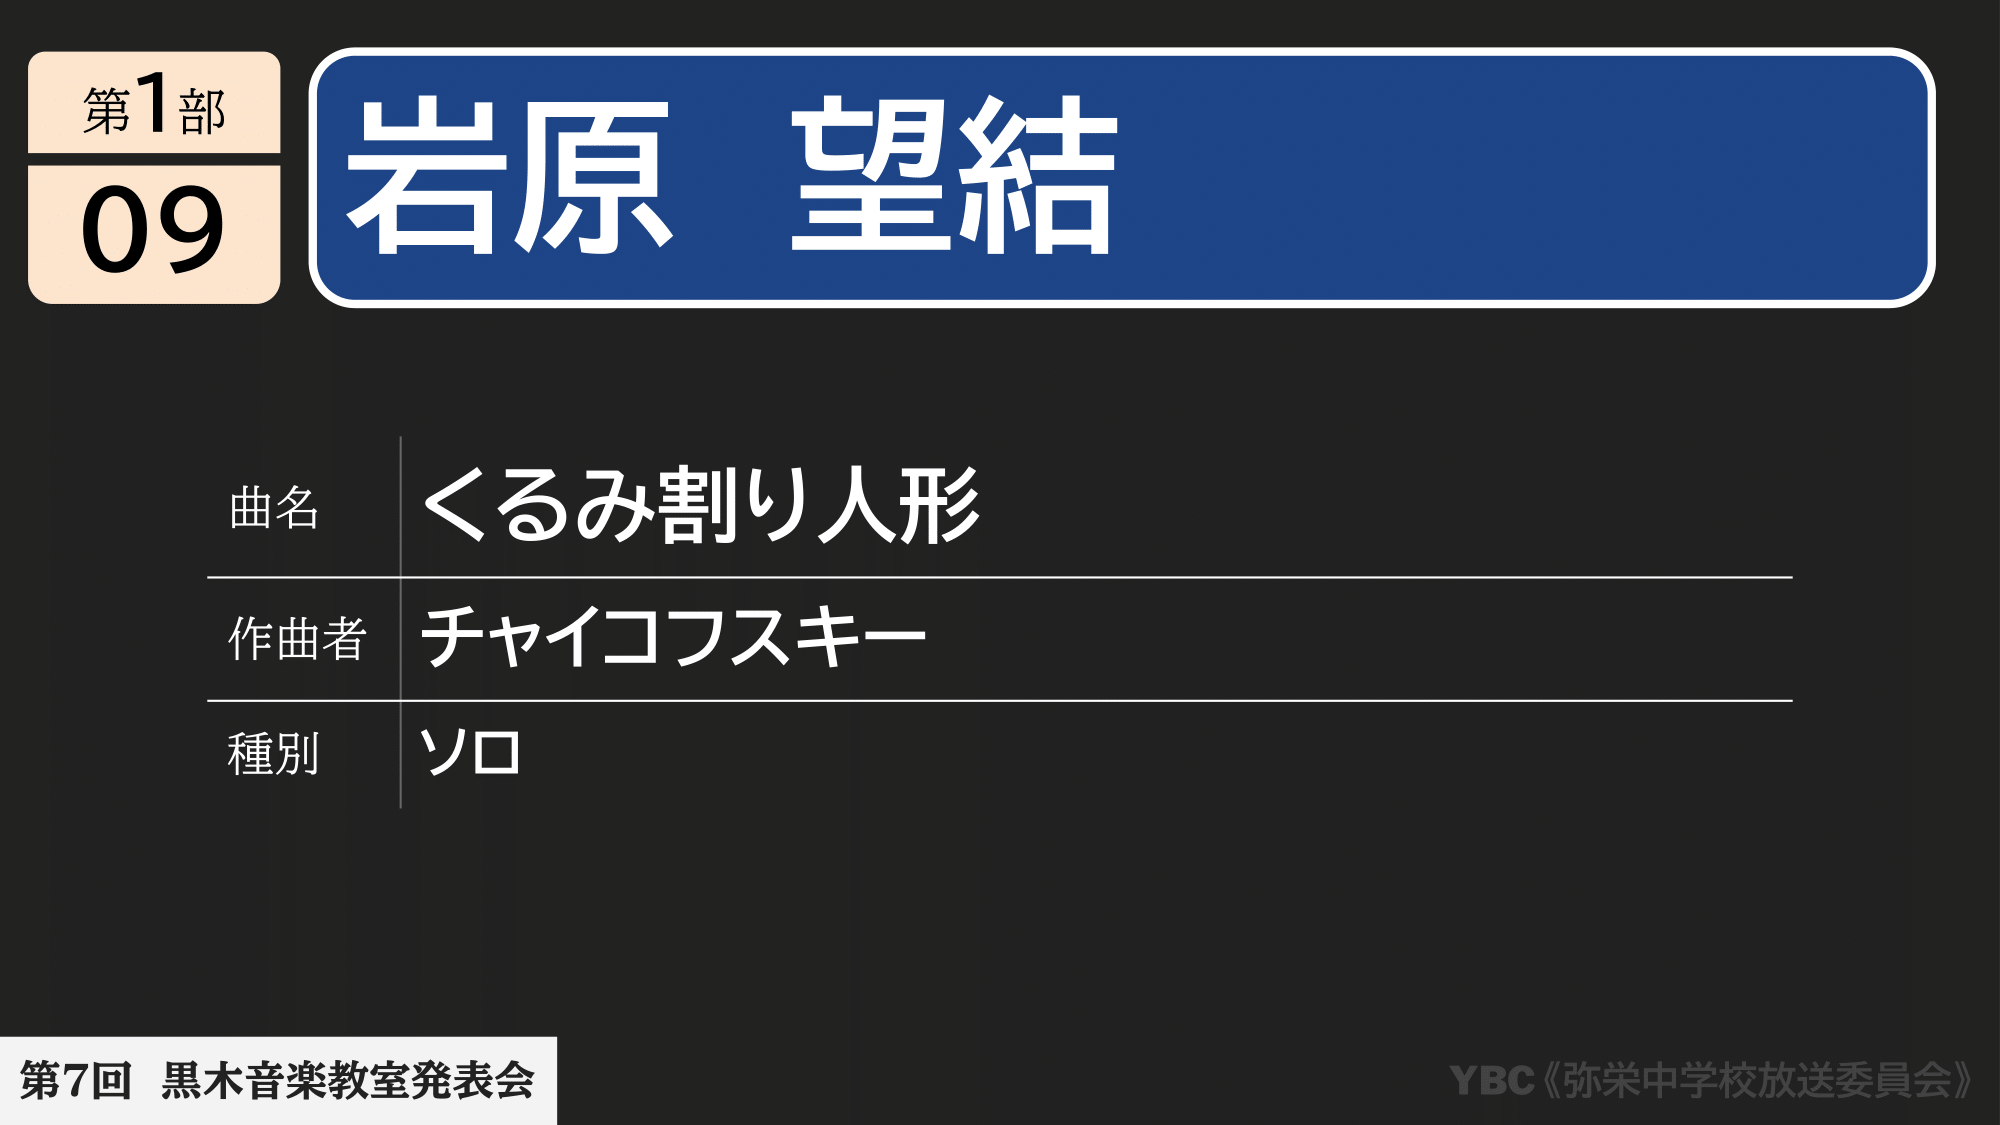 第1部
09
岩原 望結
曲名 くるみ割り人形
作曲者 チャイコフスキー
種別 ソロ
第7回 黒木音楽教室発表会
YBC《弥栄中学校放送委員会》